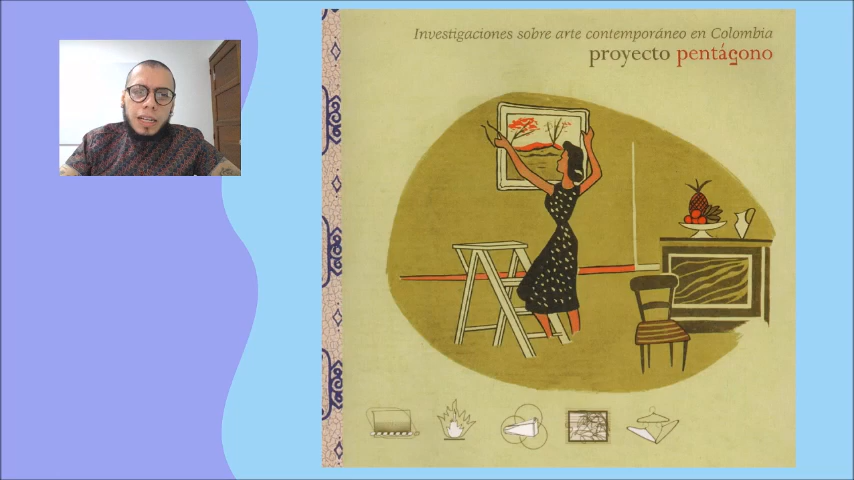 Investigaciones sobre arte contemporáneo en Colombia
proyecto pentágono